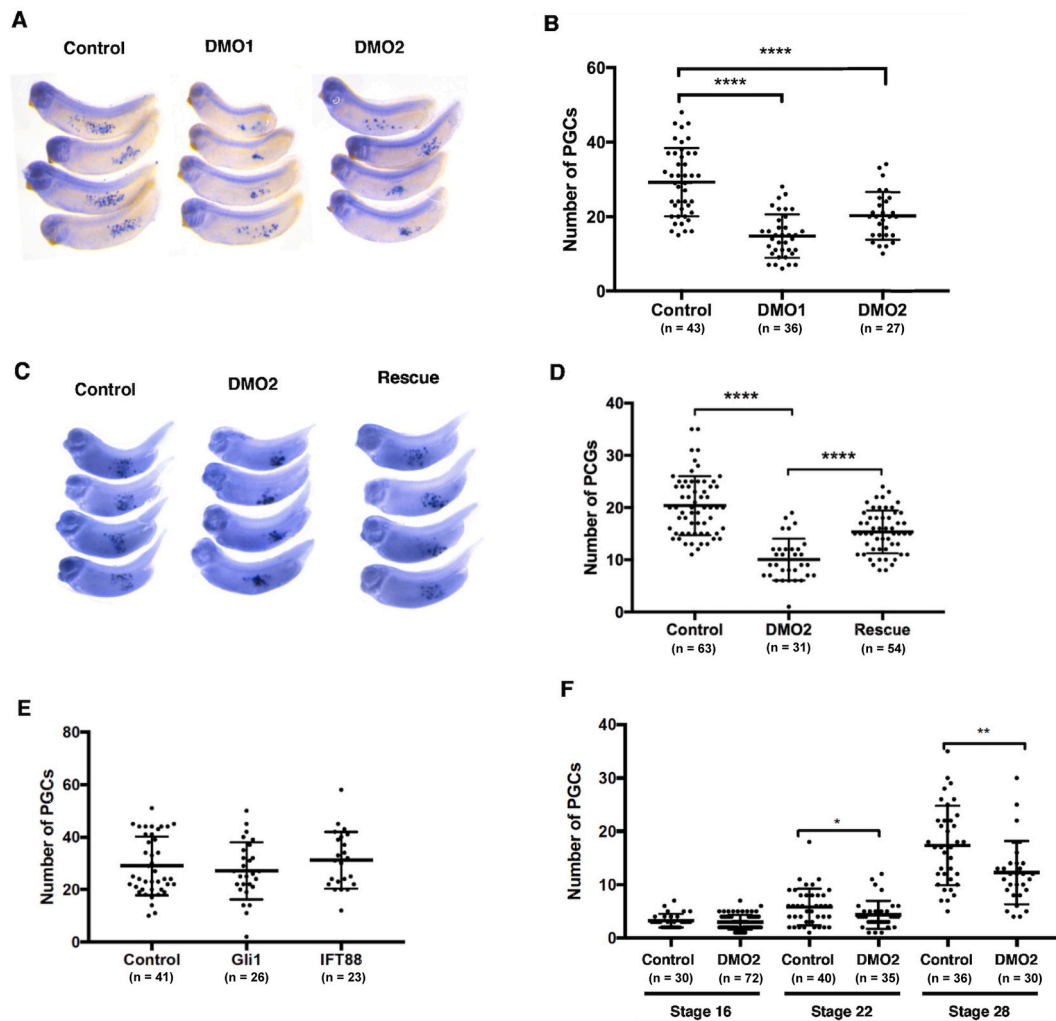 A
Control
DMO1
DMO2
B
Number of PGCs
60
40
20
0
****
****
Control
DMO1
DMO2
(n = 43)
(n = 36)
(n = 27)
C
Control
DMO2
Rescue
D
Number of PCGs
40
30
20
10
0
****
****
Control
DMO2
Rescue
(n = 63)
(n = 31)
(n = 54)
E
Number of PGCs
80
60
40
20
0
Control
Gli1
IFT88
(n = 41)
(n = 26)
(n = 23)
F
Number of PGCs
40
30
20
10
0
*
**
Control
DMO2
Control
DMO2
Control
DMO2
(n = 30)
(n = 72)
(n = 40)
(n = 35)
(n = 36)
(n = 30)
Stage 16
Stage 22
Stage 28